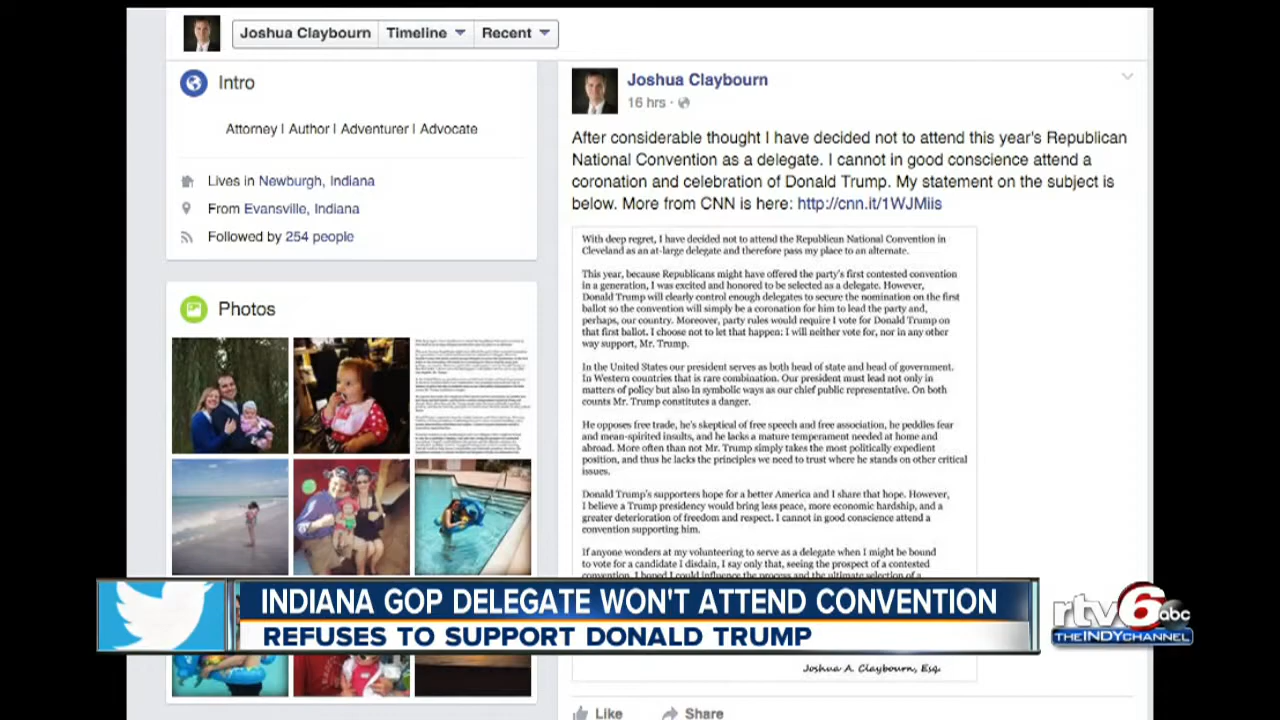 Joshua Claybourn Timeline Recent
Intro
Attorney | Author | Adventurer | Advocate
Lives in Newburgh, Indiana
From Evansville, Indiana
Followed by 254 people
Photos
Joshua Claybourn
16 hrs ·
After considerable thought I have decided not to attend this year's Republican
National Convention as a delegate. I cannot in good conscience attend a
coronation and celebration of Donald Trump. My statement on the subject is
below. More from CNN is here: http://cnn.it/1WJMiis
With deep regret, I have decided not to attend the Republican National Convention in
Cleveland as an at-large delegate and therefore pass my place to an alternate.
This year, because Republicans might have offered the party's first contested convention
in a generation, I was excited and honored to be selected as a delegate. However,
Donald Trump will clearly control enough delegates to secure the nomination on the first
ballot so the convention will simply be a coronation for him to lead the party and,
perhaps, our country. Moreover, party rules would require I vote for Donald Trump on
that first ballot. I choose not to let that happen: I will neither vote for, nor in any other
way support, Mr. Trump.
In the United States our president serves as both head of state and head of government.
In Western countries that is rare combination. Our president must lead not only in
matters of policy but also in symbolic ways as our chief public representative. On both
counts Mr. Trump constitutes a danger.
He opposes free trade, he's skeptical of free speech and free association, he peddles fear
and mean-spirited insults, and he lacks a mature temperament needed at home and
abroad. More often than not Mr. Trump simply takes the most politically expedient
position, and thus he lacks the principles we need to trust where he stands on other critical
issues.
Donald Trump's supporters hope for a better America and I share that hope. However,
I believe a Trump presidency would bring less peace, more economic hardship, and a
greater deterioration of freedom and respect. I cannot in good conscience attend a
convention supporting him.
If anyone wonders at my volunteering to serve as a delegate when I might be bound
to vote for a candidate I disdain, I say only that, seeing the prospect of a contested
convention, I hoped I could influence the process and the ultimate selection of a
INDIANA GOP DELEGATE WON'T ATTEND CONVENTION
REFUSES TO SUPPORT DONALD TRUMP
rtv6 abc
THEINDYCHANNEL
Joshua A. Claybourn, Esq.
Like Share